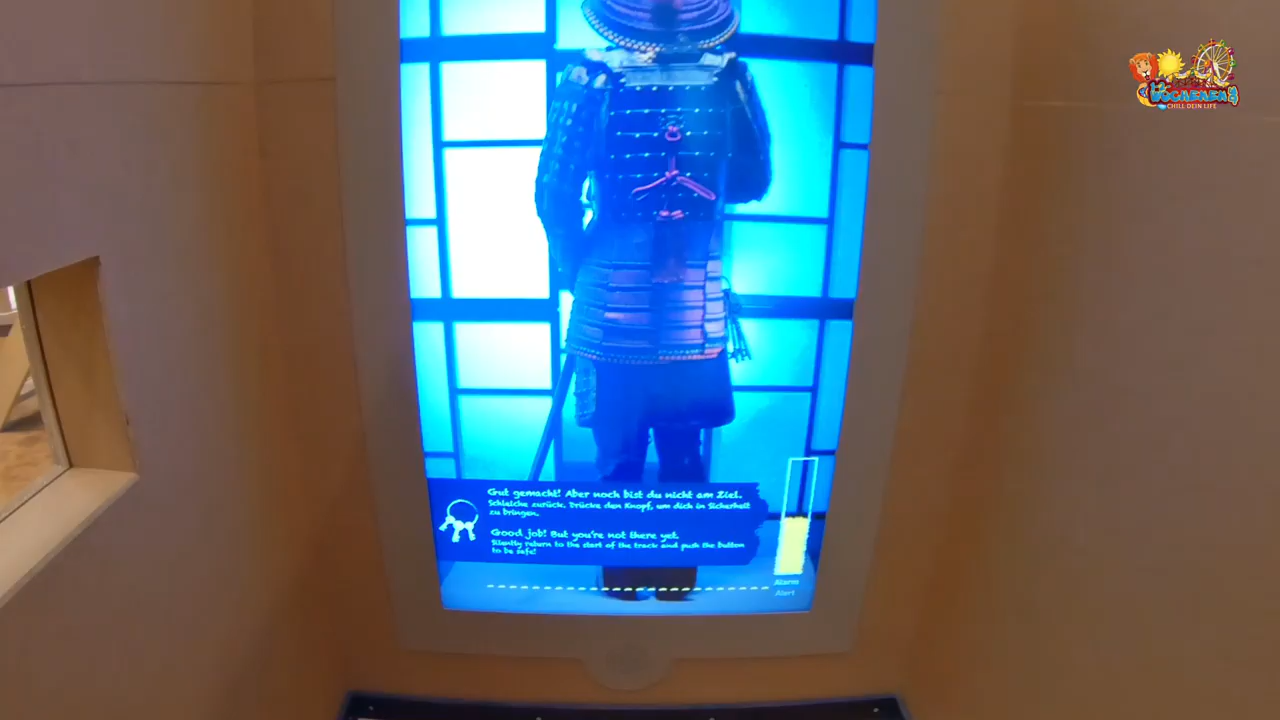 CHILL DEIN LIFE
Gut gemacht! Aber noch bist du nicht am Ziel.
Schleiche zurück. Drücke den Knopf, um dich in Sicherheit
zu bringen.
Good job! But you're not there yet.
Silently return to the start of the track and push the button
to be safe!
Alarm
Alert